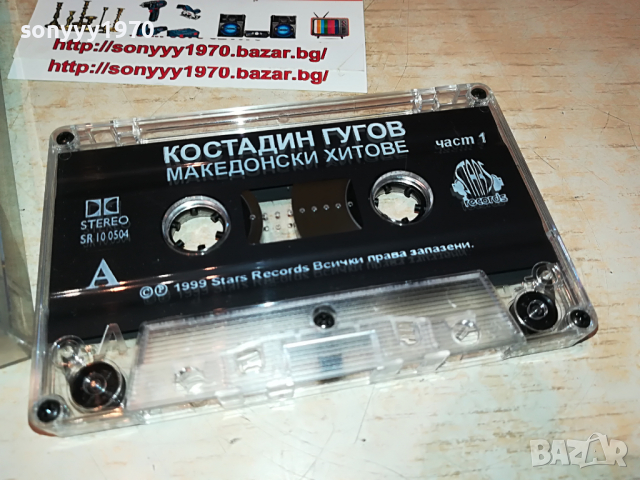 sonyyy1970
http://sonyyy1970.bazar.bg/
http://sonyyy1970.bazar.bg/
КОСТАДИН ГУГОВ
МАКЕДОНСКИ ХИТОВЕ
част 1
STARS
records
STEREO
SR 10 0504
A
©℗ 1999 Stars Records Всички права запазени.
sonyyy1970
BAZAR